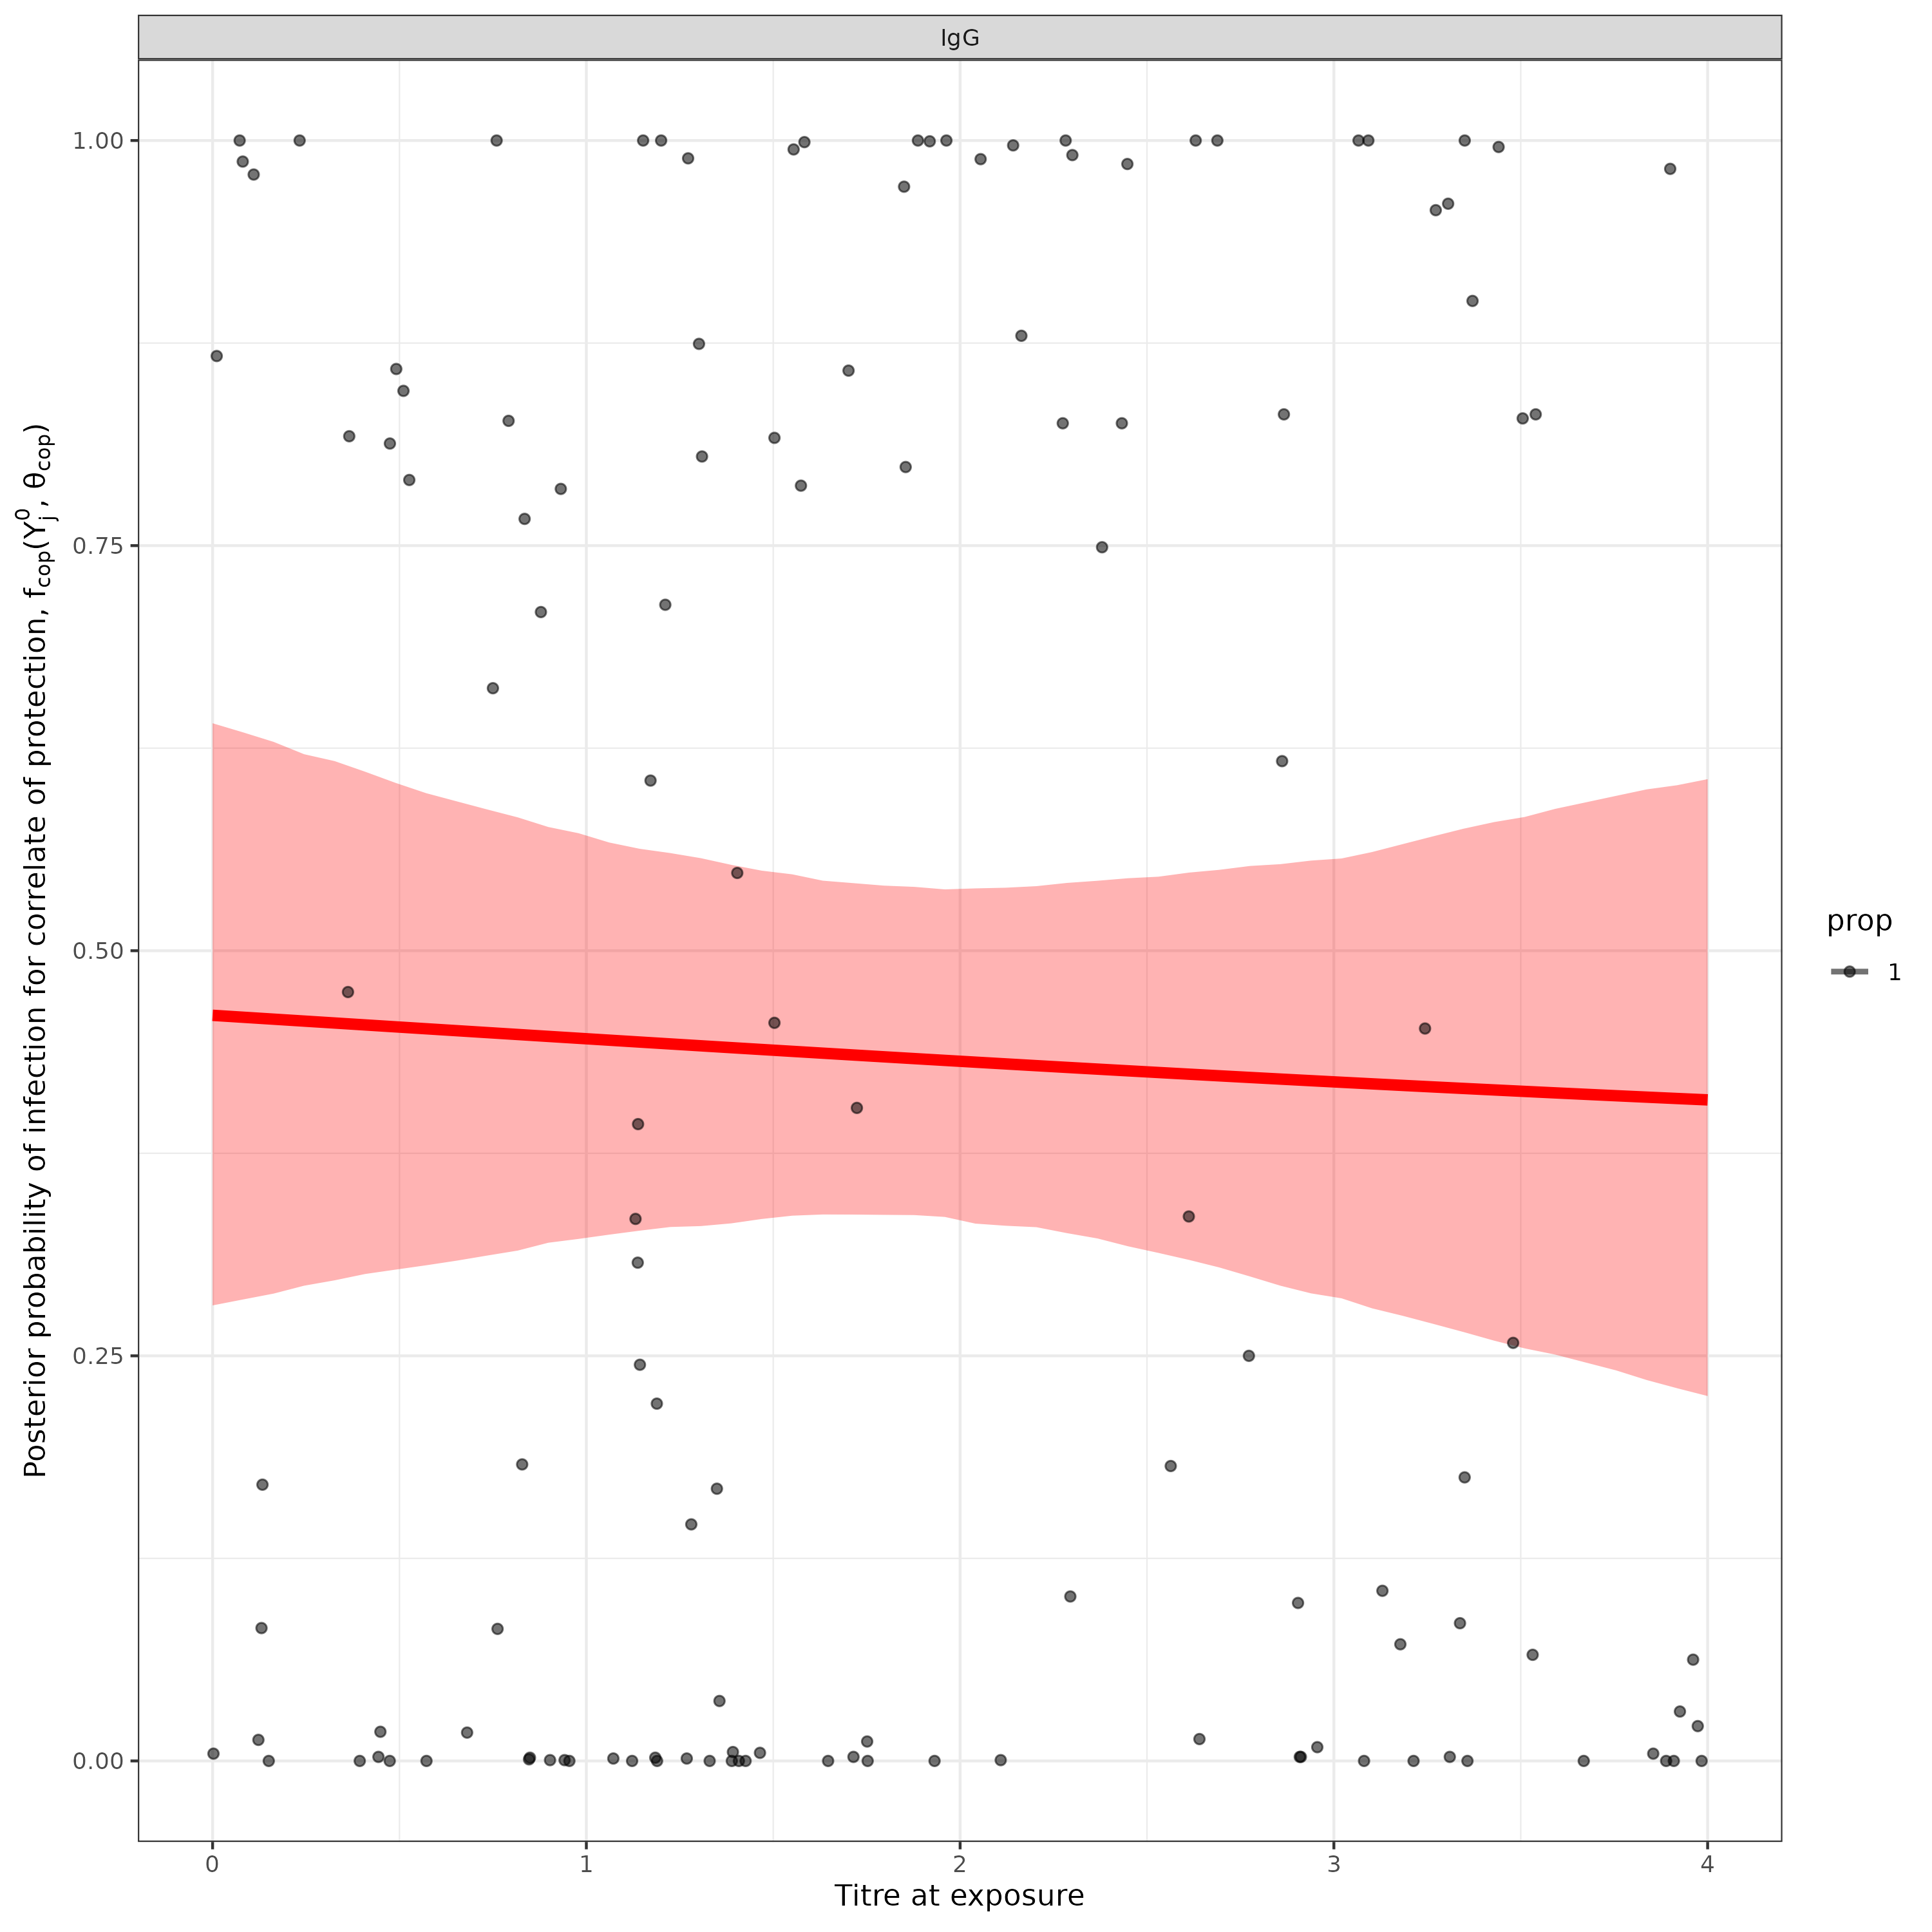 IgG
Posterior probability of infection for correlate of protection, f_cop(Y_j^0, θ_cop)
1.00
0.75
0.50
0.25
0.00
0 1 2 3 4
Titre at exposure
prop
1